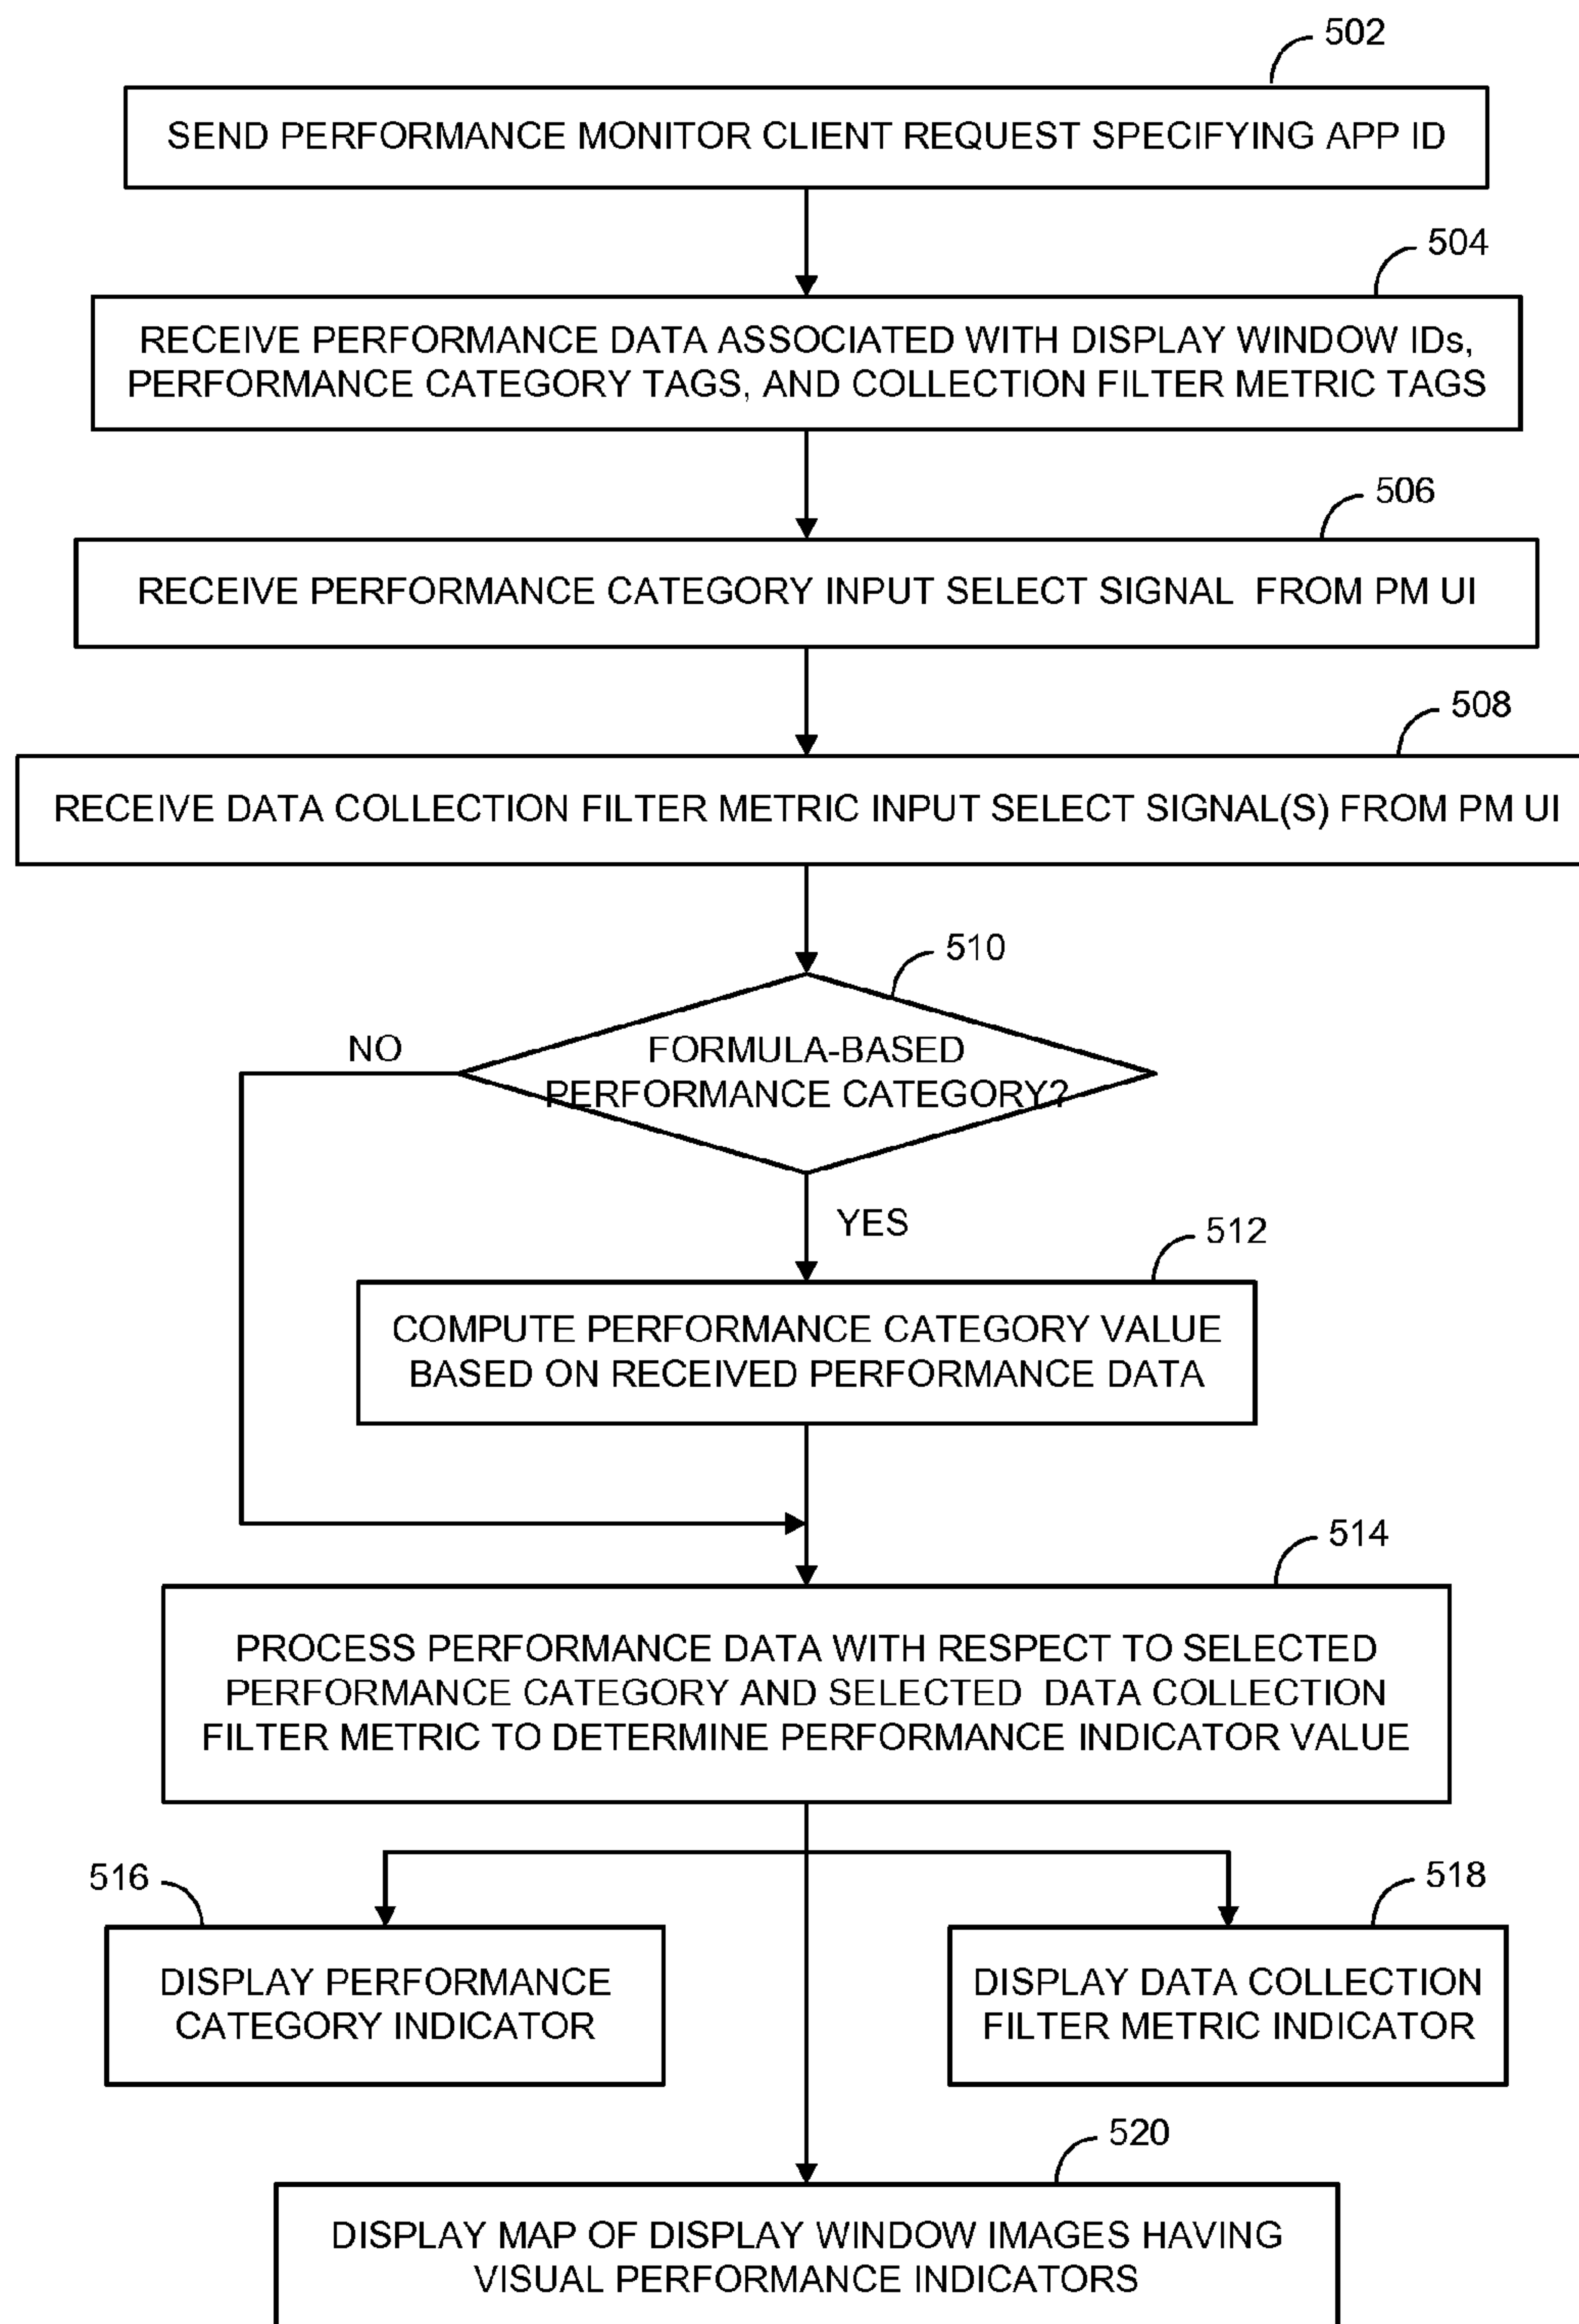 502
SEND PERFORMANCE MONITOR CLIENT REQUEST SPECIFYING APP ID
504
RECEIVE PERFORMANCE DATA ASSOCIATED WITH DISPLAY WINDOW IDs,
PERFORMANCE CATEGORY TAGS, AND COLLECTION FILTER METRIC TAGS
506
RECEIVE PERFORMANCE CATEGORY INPUT SELECT SIGNAL FROM PM UI
508
RECEIVE DATA COLLECTION FILTER METRIC INPUT SELECT SIGNAL(S) FROM PM UI
510
NO
FORMULA-BASED
PERFORMANCE CATEGORY?
YES
512
COMPUTE PERFORMANCE CATEGORY VALUE
BASED ON RECEIVED PERFORMANCE DATA
514
PROCESS PERFORMANCE DATA WITH RESPECT TO SELECTED
PERFORMANCE CATEGORY AND SELECTED DATA COLLECTION
FILTER METRIC TO DETERMINE PERFORMANCE INDICATOR VALUE
516
DISPLAY PERFORMANCE
CATEGORY INDICATOR
518
DISPLAY DATA COLLECTION
FILTER METRIC INDICATOR
520
DISPLAY MAP OF DISPLAY WINDOW IMAGES HAVING
VISUAL PERFORMANCE INDICATORS